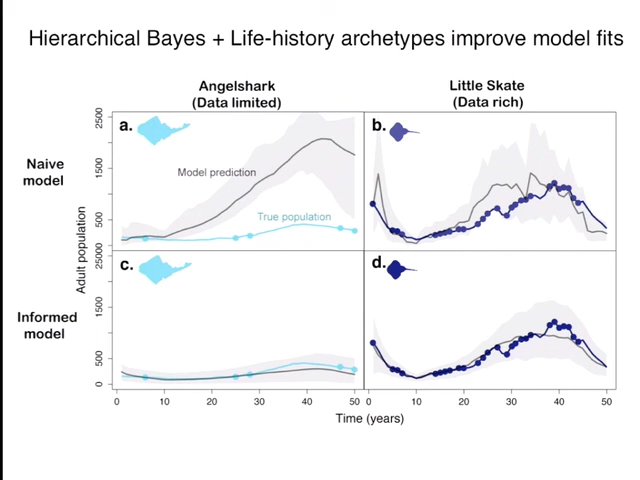 Hierarchical Bayes + Life-history archetypes improve model fits
Angelshark
(Data limited)
Little Skate
(Data rich)
Naive
model
Informed
model
a.
b.
c.
d.
Model prediction
True population
Adult population
2500
1500
500
0
2500
1500
500
0
0
10
20
30
40
50
0
10
20
30
40
50
Time (years)